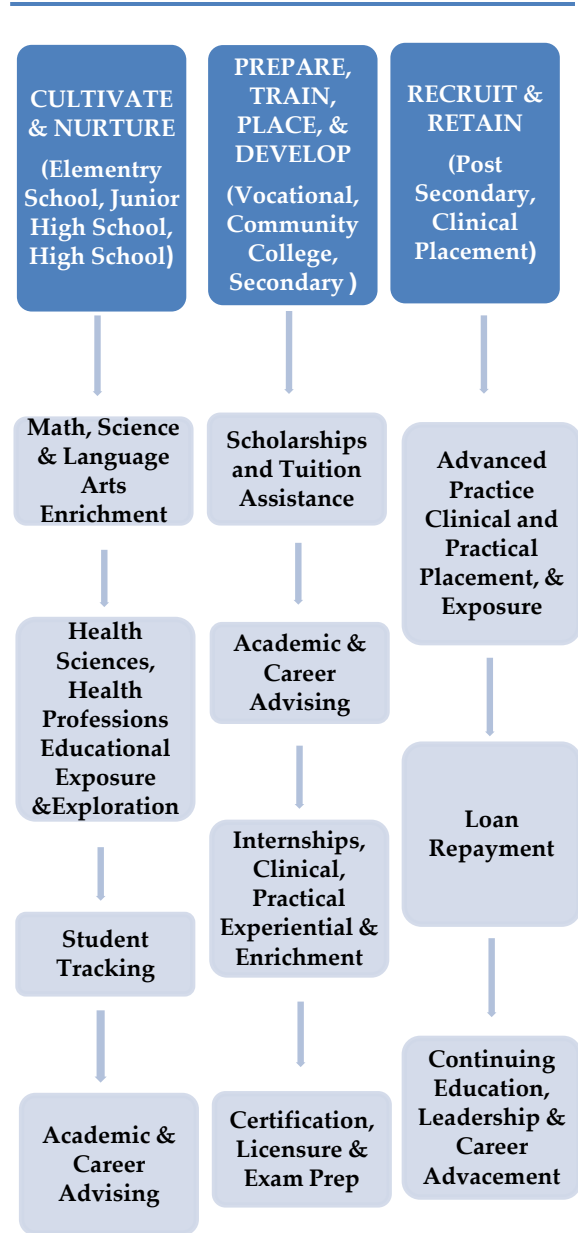 CULTIVATE
& NURTURE
(Elementry
School, Junior
High School,
High School)
Math, Science
& Language
Arts
Enrichment
Health
Sciences,
Health
Professions
Educational
Exposure
&Exploration
Student
Tracking
Academic &
Career
Advising
PREPARE,
TRAIN,
PLACE, &
DEVELOP
(Vocational,
Community
College,
Secondary )
Scholarships
and Tuition
Assistance
Academic &
Career
Advising
Internships,
Clinical,
Practical
Experiential &
Enrichment
Certification,
Licensure &
Exam Prep
RECRUIT &
RETAIN
(Post
Secondary,
Clinical
Placement)
Advanced
Practice
Clinical and
Practical
Placement, &
Exposure
Loan
Repayment
Continuing
Education,
Leadership &
Career
Advacement